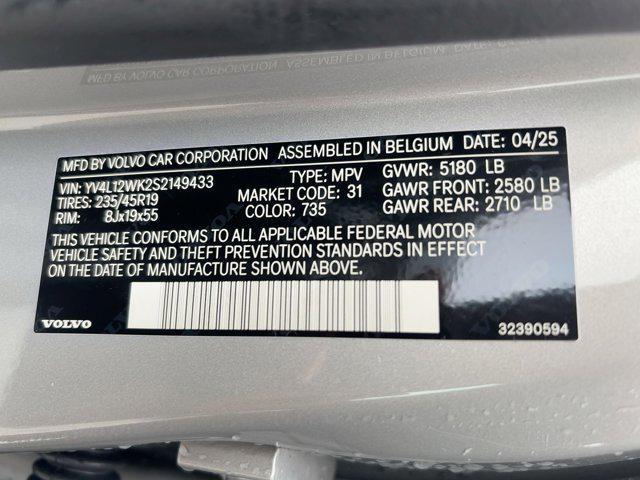 MFD BY VOLVO CAR CORPORATION ASSEMBLED IN BELGIUM DATE: 04/25
VIN: YV4L12WK2S2149433 TYPE: MPV GVWR: 5180 LB
TIRES: 235/45R19 MARKET CODE: 31 GAWR FRONT: 2580 LB
RIM: 8Jx19x55 COLOR: 735 GAWR REAR: 2710 LB
THIS VEHICLE CONFORMS TO ALL APPLICABLE FEDERAL MOTOR
VEHICLE SAFETY AND THEFT PREVENTION STANDARDS IN EFFECT
ON THE DATE OF MANUFACTURE SHOWN ABOVE.
VOLVO 32390594